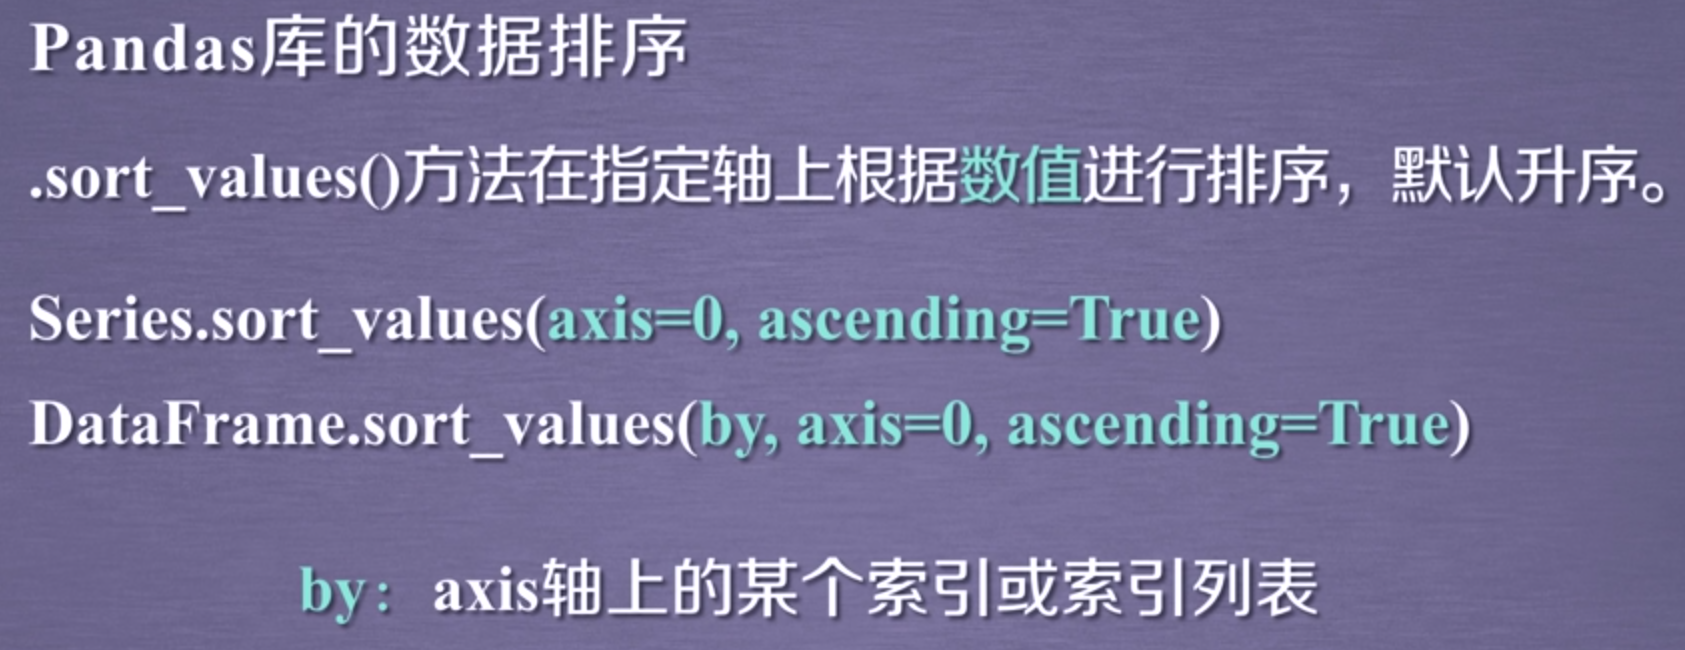 Pandas库的数据排序
.sort_values()方法在指定轴上根据数值进行排序，默认升序。
Series.sort_values(axis=0, ascending=True)
DataFrame.sort_values(by, axis=0, ascending=True)
by：axis轴上的某个索引或索引列表